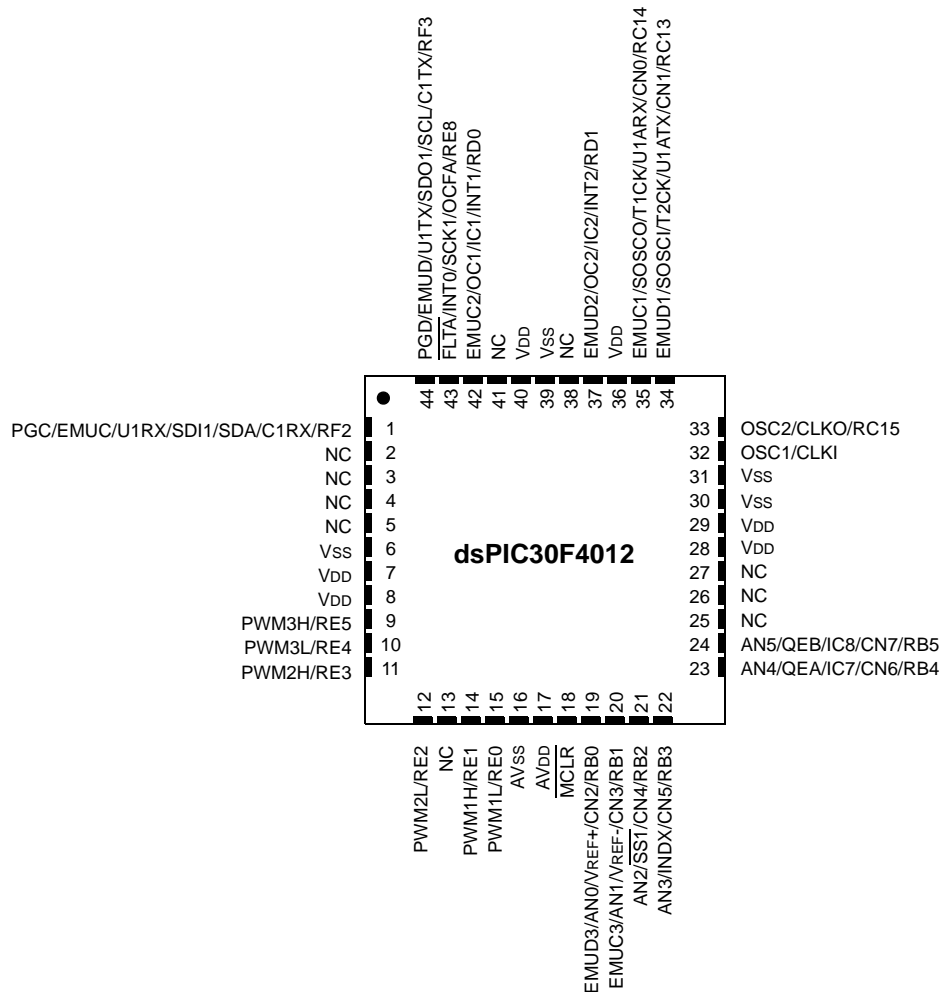 PGD/EMUD/U1TX/SDO1/SCL/C1TX/RF3
FLTA/INT0/SCK1/OCFA/RE8
EMUC2/OC1/IC1/INT1/RD0
NC
VDD
VSS
NC
EMUD2/OC2/IC2/INT2/RD1
VDD
EMUC1/SOSCO/T1CK/U1ARX/CN0/RC14
EMUD1/SOSCI/T2CK/U1ATX/CN1/RC13
44 43 42 41 40 39 38 37 36 35 34
PGC/EMUC/U1RX/SDI1/SDA/C1RX/RF2 1
NC 2
NC 3
NC 4
NC 5
VSS 6
VDD 7
VDD 8
PWM3H/RE5 9
PWM3L/RE4 10
PWM2H/RE3 11
dsPIC30F4012
33 OSC2/CLKO/RC15
32 OSC1/CLKI
31 VSS
30 VSS
29 VDD
28 VDD
27 NC
26 NC
25 NC
24 AN5/QEB/IC8/CN7/RB5
23 AN4/QEA/IC7/CN6/RB4
12 13 14 15 16 17 18 19 20 21 22
PWM2L/RE2
NC
PWM1H/RE1
PWM1L/RE0
AVSS
AVDD
MCLR
EMUD3/AN0/VREF+/CN2/RB0
EMUC3/AN1/VREF-/CN3/RB1
AN2/SS1/CN4/RB2
AN3/INDX/CN5/RB3